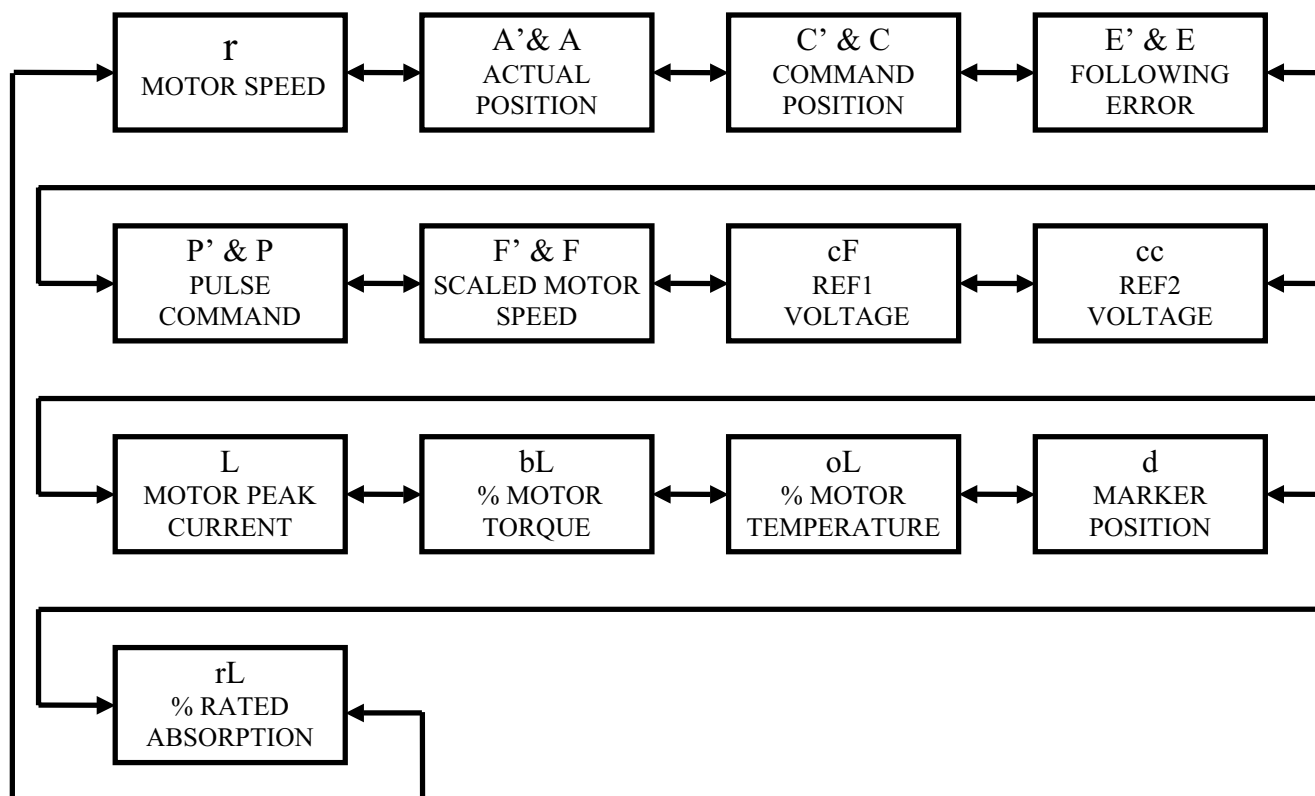 r
MOTOR SPEED
A’& A
ACTUAL
POSITION
C’ & C
COMMAND
POSITION
E’ & E
FOLLOWING
ERROR
P’ & P
PULSE
COMMAND
F’ & F
SCALED MOTOR
SPEED
cF
REF1
VOLTAGE
cc
REF2
VOLTAGE
L
MOTOR PEAK
CURRENT
bL
% MOTOR
TORQUE
oL
% MOTOR
TEMPERATURE
d
MARKER
POSITION
rL
% RATED
ABSORPTION